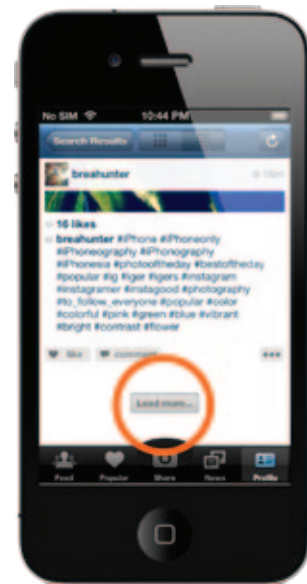 No SIM 10:44 PM
Search Results
breahunter
16 likes
breahunter #iPhone #iPhoneonly
#iPhoneography #iPhonography
#iPhonesia #photooftheday #bestoftheday
#popular #ig #iger #igers #instagram
#instagramer #instagood #photography
#to_follow_everyone #popular #color
#colorful #pink #green #blue #vibrant
#bright #contrast #flower
like comment
Load more...
Feed Popular Share News Profile